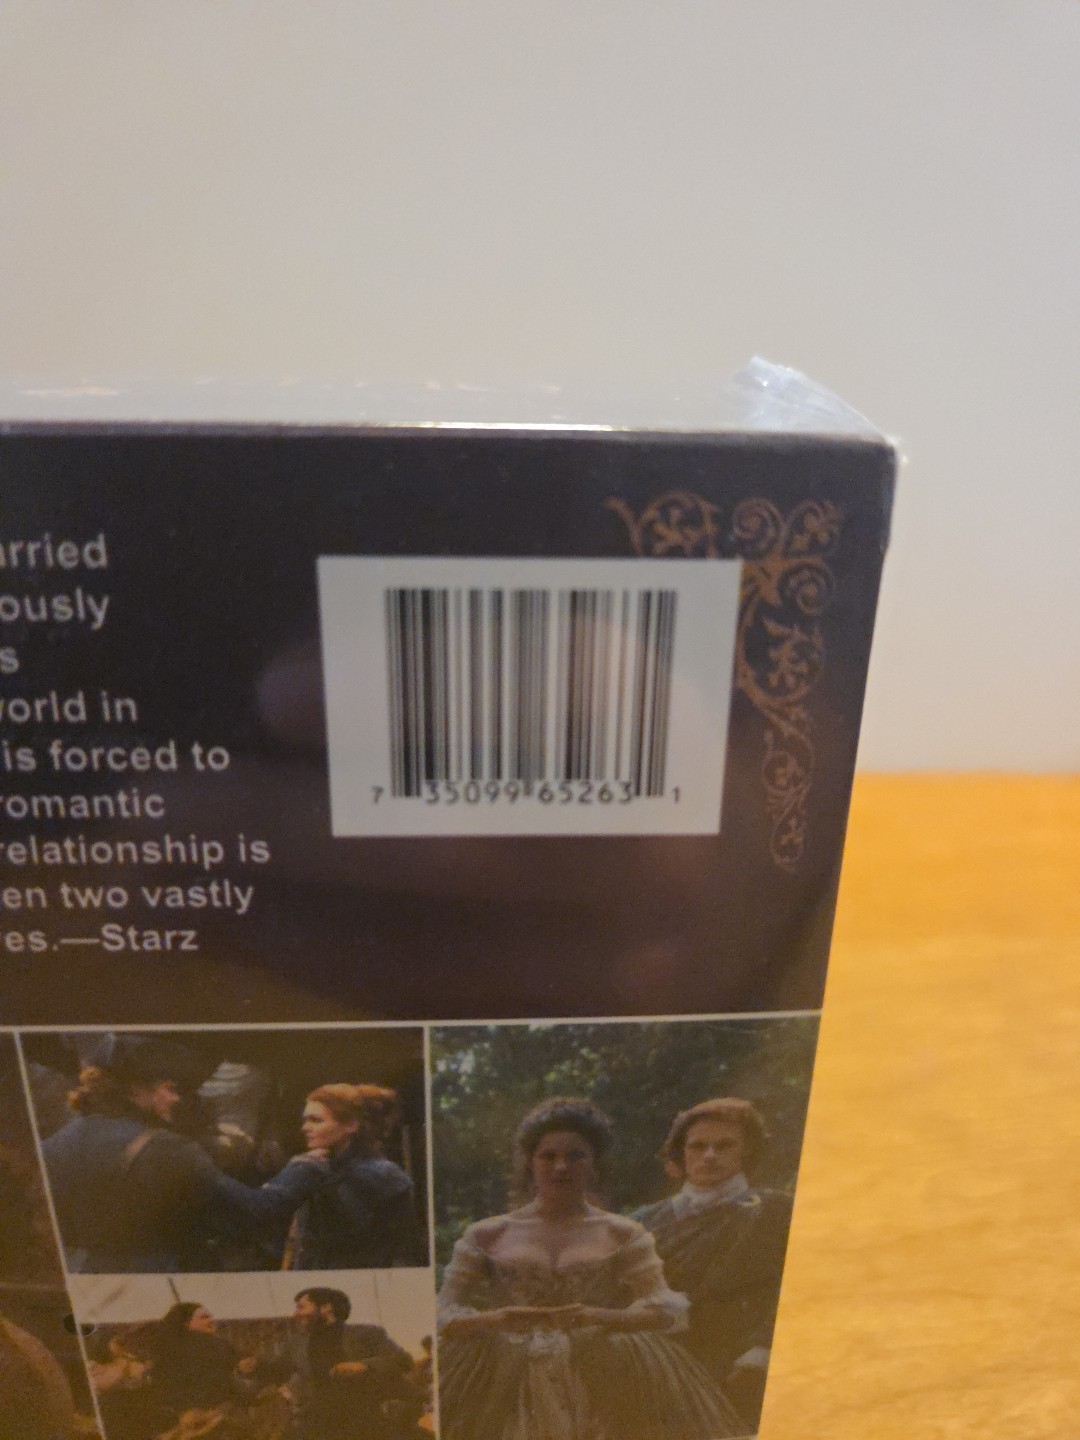 arried
ously
s
world in
is forced to
romantic
relationship is
en two vastly
es.—Starz
7 35099 65263 1